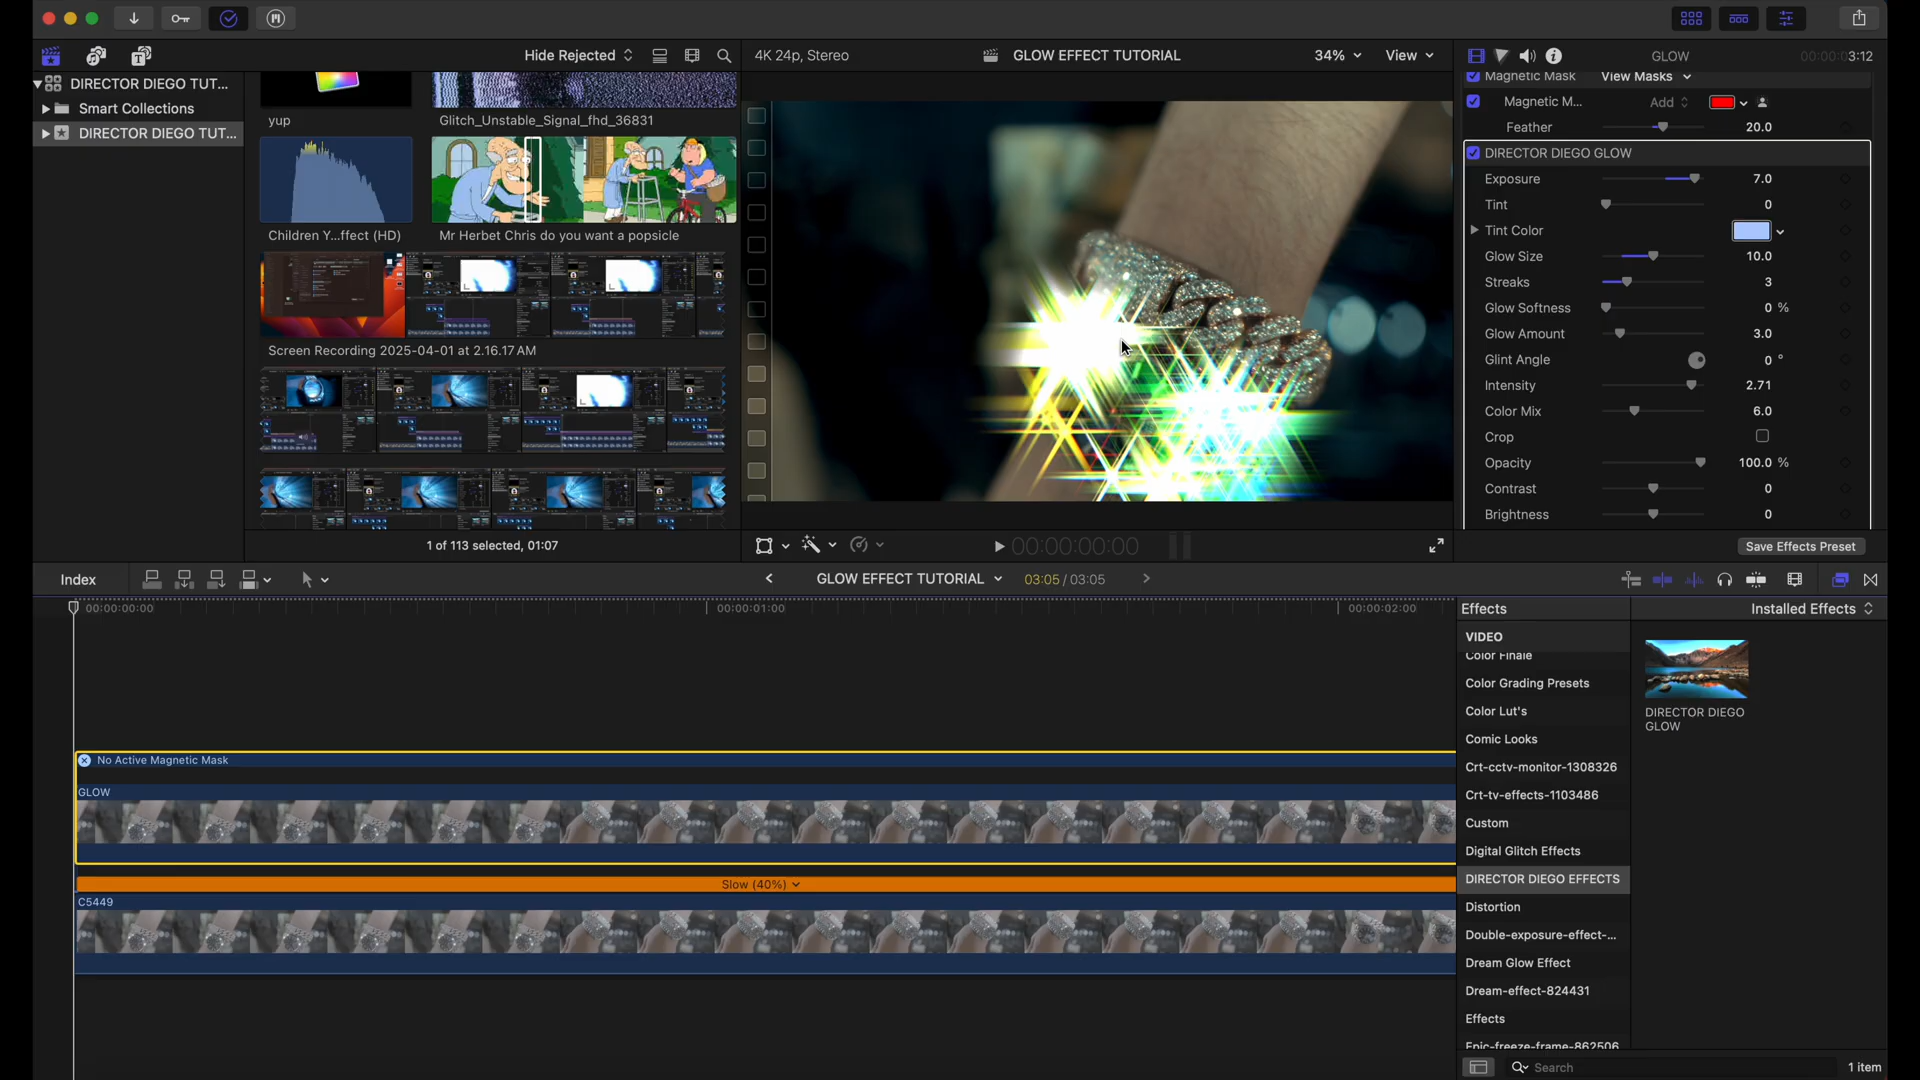 Hide Rejected
4K 24p, Stereo
GLOW EFFECT TUTORIAL
34%
View
GLOW
00:00:00:03:12
DIRECTOR DIEGO TUT...
Smart Collections
DIRECTOR DIEGO TUT...
yup
Glitch_Unstable_Signal_fhd_36831
Children Y...ffect (HD)
Mr Herbet Chris do you want a popsicle
Screen Recording 2025-04-01 at 2.16.17 AM
1 of 113 selected, 01:07
00:00:00:00
Magnetic Mask
View Masks
Magnetic M...
Add
Feather
20.0
DIRECTOR DIEGO GLOW
Exposure
7.0
Tint
0
Tint Color
Glow Size
10.0
Streaks
3
Glow Softness
0 %
Glow Amount
3.0
Glint Angle
0 °
Intensity
2.71
Color Mix
6.0
Crop
Opacity
100.0 %
Contrast
0
Brightness
0
Save Effects Preset
Index
GLOW EFFECT TUTORIAL
03:05 / 03:05
00:00:00:00
00:00:01:00
00:00:02:00
No Active Magnetic Mask
GLOW
Slow (40%)
C5449
Effects
Installed Effects
VIDEO
Color Finale
Color Grading Presets
Color Lut's
Comic Looks
Crt-cctv-monitor-1308326
Crt-tv-effects-1103486
Custom
Digital Glitch Effects
DIRECTOR DIEGO EFFECTS
Distortion
Double-exposure-effect-...
Dream Glow Effect
Dream-effect-824431
Effects
Epic-freeze-frame-862506
DIRECTOR DIEGO
GLOW
Search
1 item